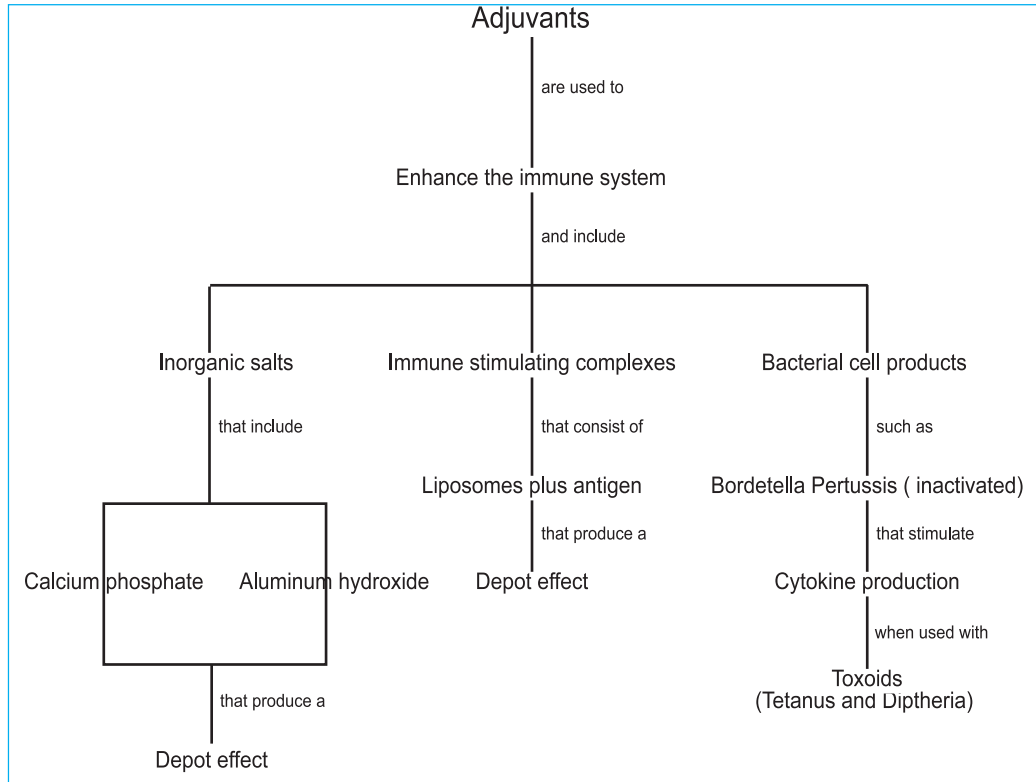 Adjuvants
are used to
Enhance the immune system
and include
Inorganic salts
Immune stimulating complexes
Bacterial cell products
that include
that consist of
such as
Liposomes plus antigen
Bordetella Pertussis ( inactivated)
that produce a
that stimulate
Calcium phosphate
Aluminum hydroxide
Depot effect
Cytokine production
when used with
Toxoids
(Tetanus and Diptheria)
that produce a
Depot effect